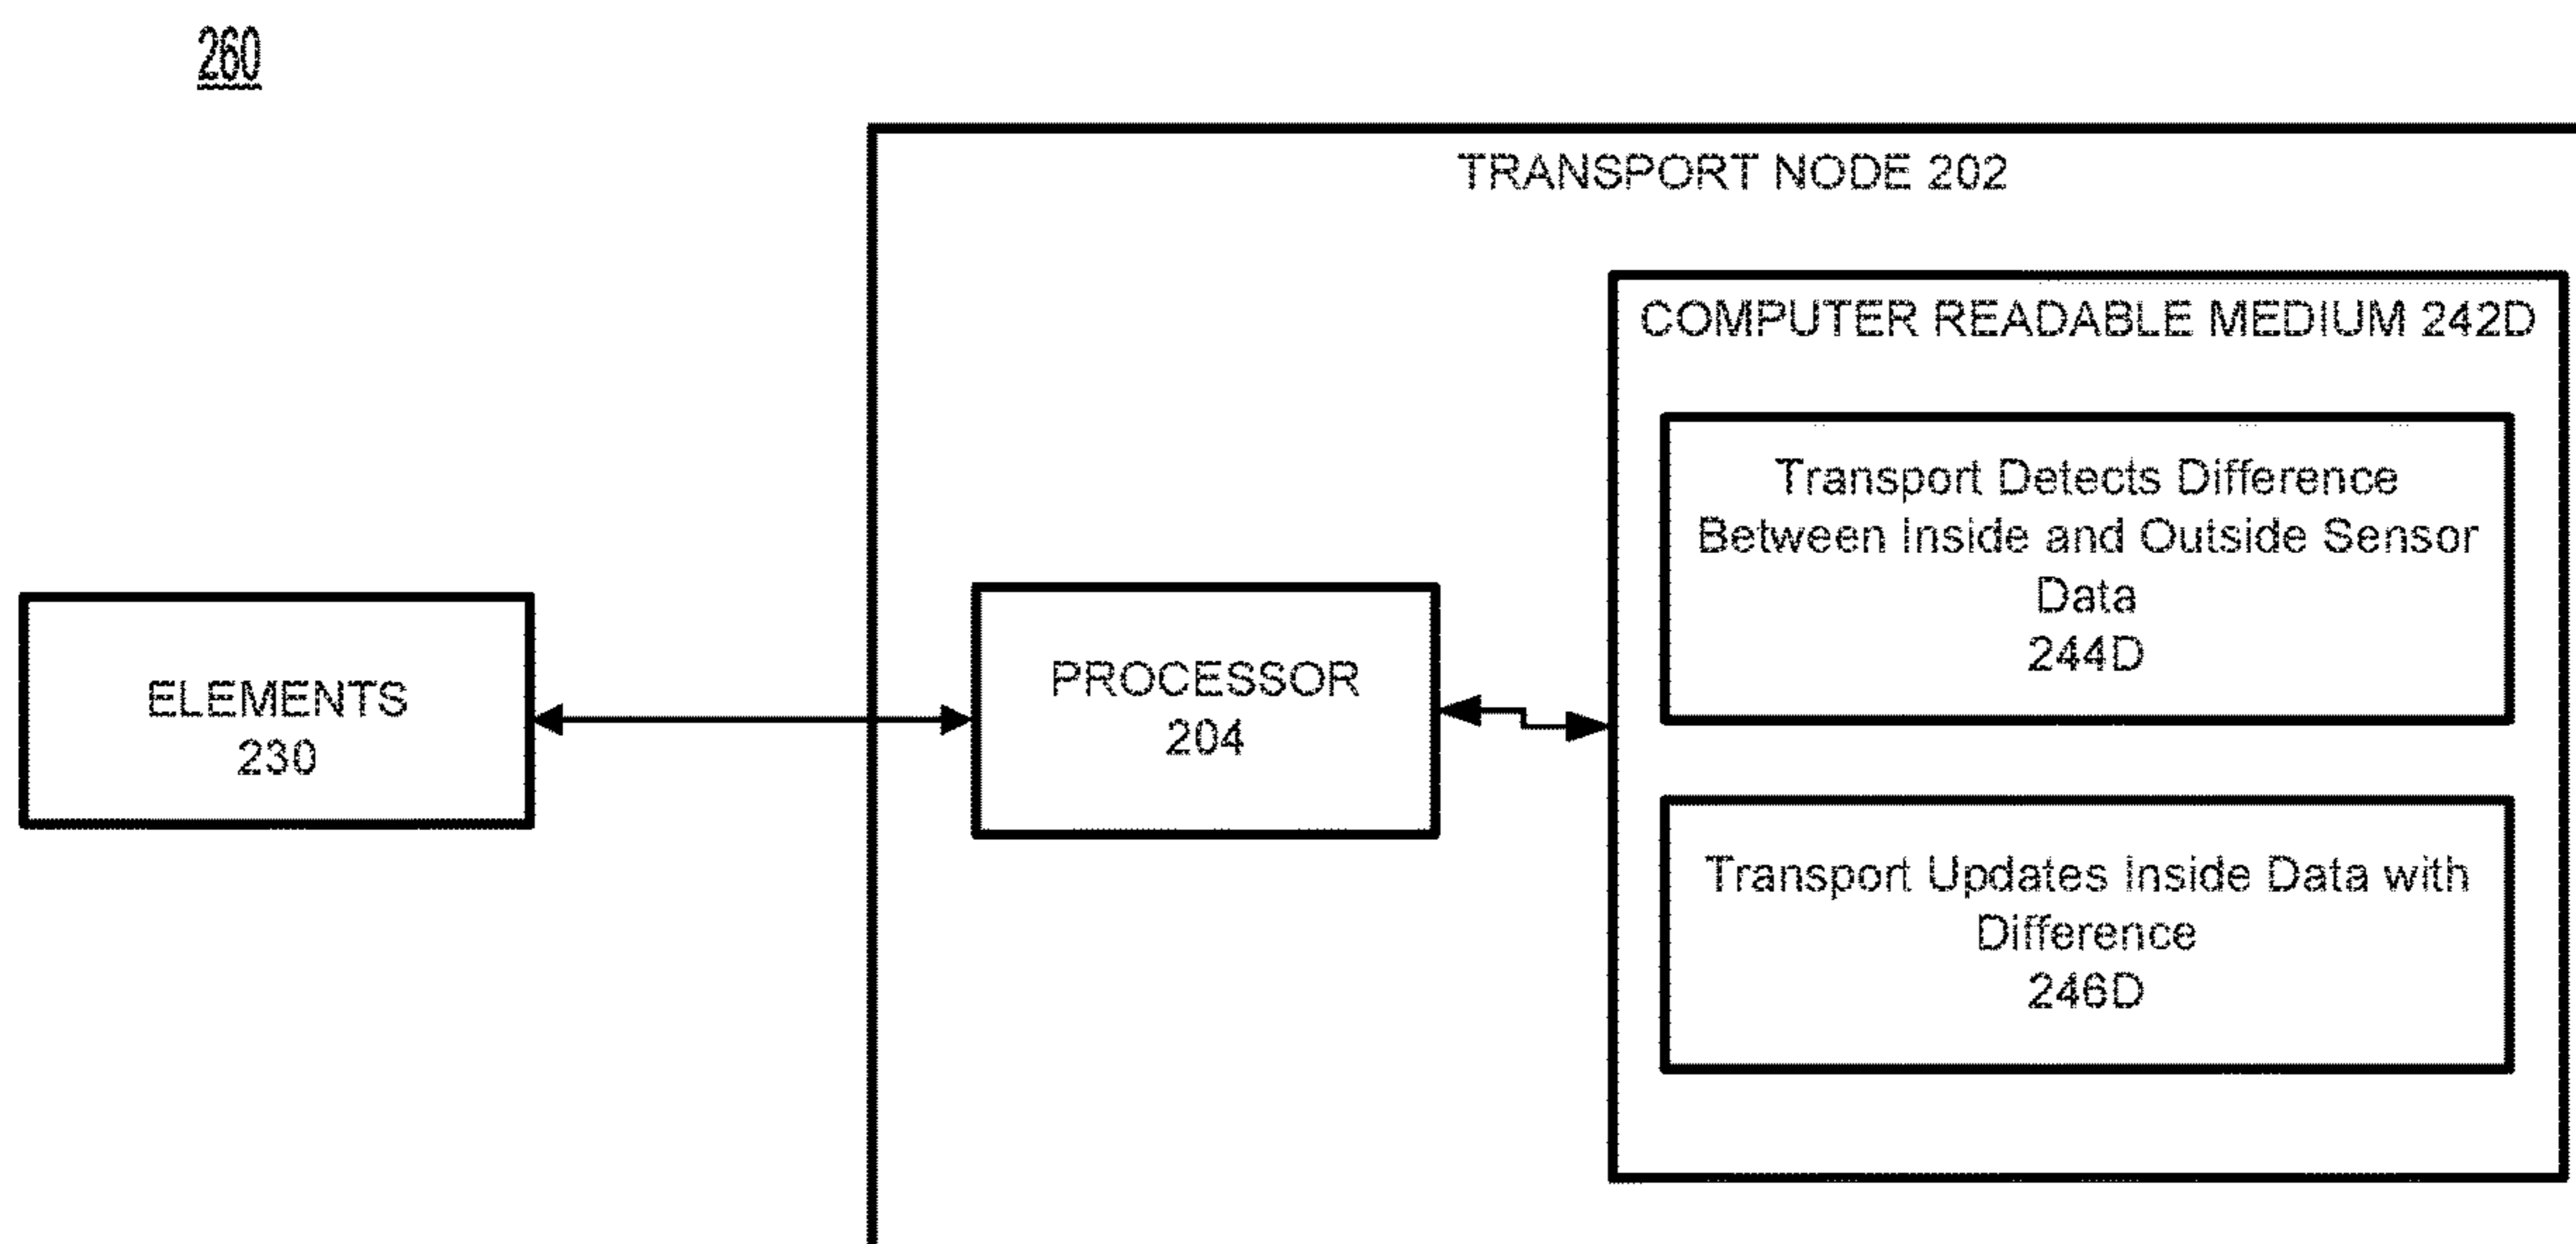 260
TRANSPORT NODE 202
COMPUTER READABLE MEDIUM 242D
Transport Detects Difference
Between Inside and Outside Sensor
Data
244D
ELEMENTS
230
PROCESSOR
204
Transport Updates Inside Data with
Difference
246D